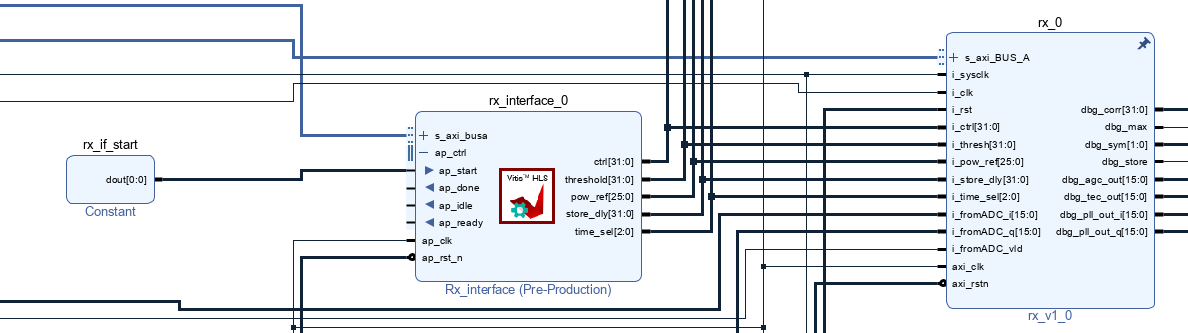 rx_if_start
dout[0:0]
Constant
rx_interface_0
s_axi_busa
ap_ctrl
ap_start
ap_done
ap_idle
ap_ready
ap_clk
ap_rst_n
Vitis™ HLS
ctrl[31:0]
threshold[31:0]
pow_ref[25:0]
store_dly[31:0]
time_sel[2:0]
Rx_interface (Pre-Production)
rx_0
s_axi_BUS_A
i_sysclk
i_clk
i_rst
i_ctrl[31:0]
i_thresh[31:0]
i_pow_ref[25:0]
i_store_dly[31:0]
i_time_sel[2:0]
i_fromADC_i[15:0]
i_fromADC_q[15:0]
i_fromADC_vld
axi_clk
axi_rstn
dbg_corr[31:0]
dbg_max
dbg_sym[1:0]
dbg_store
dbg_agc_out[15:0]
dbg_tec_out[15:0]
dbg_pll_out_i[15:0]
dbg_pll_out_q[15:0]
rx_v1_0